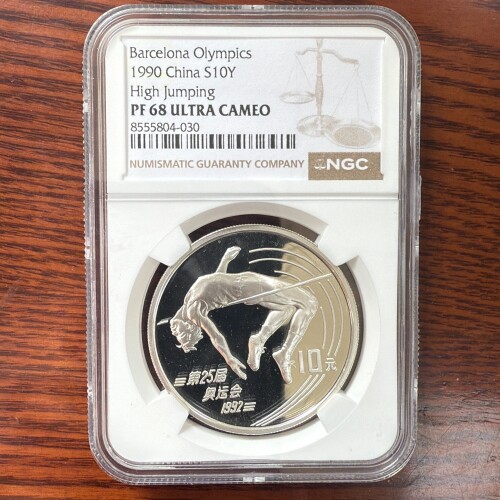 Barcelona Olympics
1990 China S10Y
High Jumping
PF 68 ULTRA CAMEO
8555804-030
NUMISMATIC GUARANTY COMPANY
NGC
10元
第25届
奥运会
1992